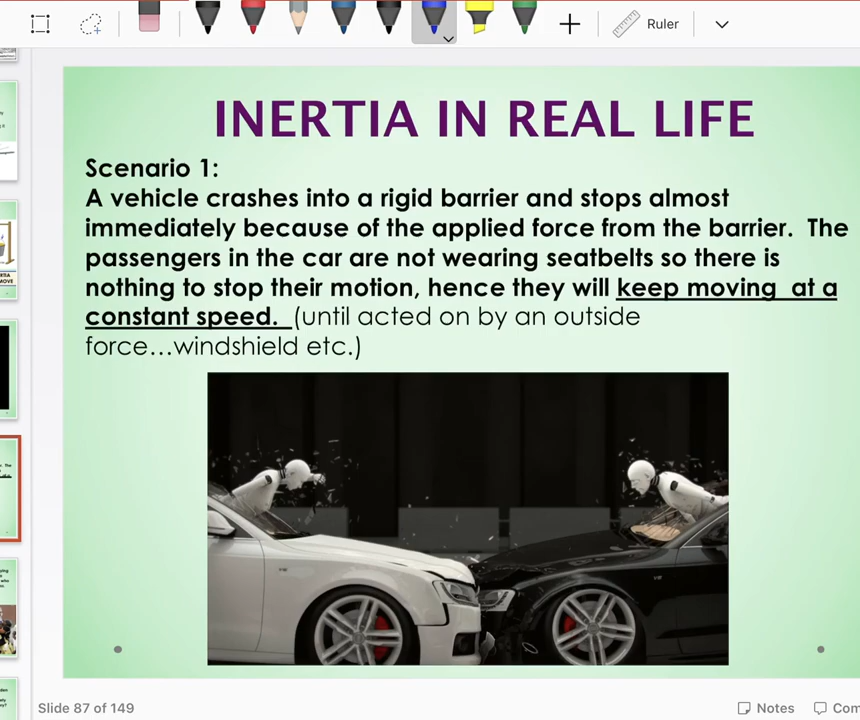 Ruler
INERTIA IN REAL LIFE
Scenario 1:
A vehicle crashes into a rigid barrier and stops almost
immediately because of the applied force from the barrier.  The
passengers in the car are not wearing seatbelts so there is
nothing to stop their motion, hence they will keep moving  at a
constant speed.  (until acted on by an outside
force...windshield etc.)
Slide 87 of 149
Notes
Com